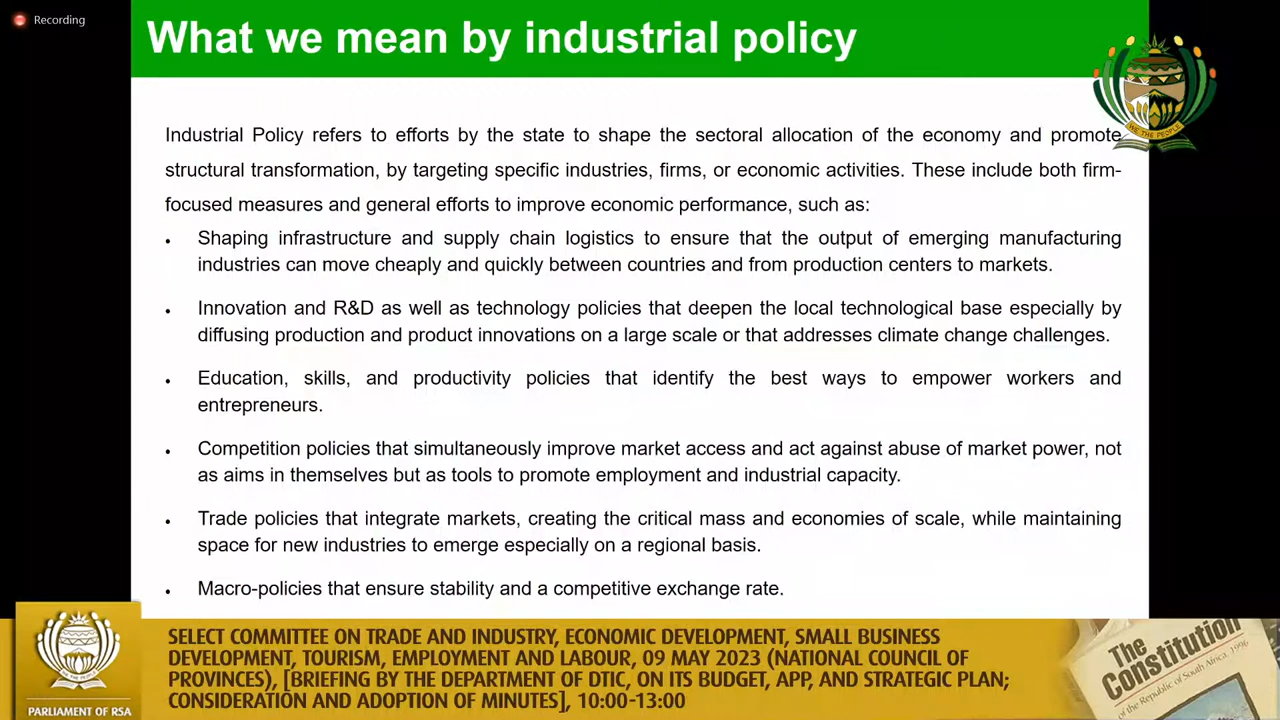 Recording
What we mean by industrial policy
WE THE PEOPLE
Industrial Policy refers to efforts by the state to shape the sectoral allocation of the economy and promote
structural transformation, by targeting specific industries, firms, or economic activities. These include both firm-
focused measures and general efforts to improve economic performance, such as:
• Shaping infrastructure and supply chain logistics to ensure that the output of emerging manufacturing
industries can move cheaply and quickly between countries and from production centers to markets.
• Innovation and R&D as well as technology policies that deepen the local technological base especially by
diffusing production and product innovations on a large scale or that addresses climate change challenges.
• Education, skills, and productivity policies that identify the best ways to empower workers and
entrepreneurs.
• Competition policies that simultaneously improve market access and act against abuse of market power, not
as aims in themselves but as tools to promote employment and industrial capacity.
• Trade policies that integrate markets, creating the critical mass and economies of scale, while maintaining
space for new industries to emerge especially on a regional basis.
• Macro-policies that ensure stability and a competitive exchange rate.
SELECT COMMITTEE ON TRADE AND INDUSTRY, ECONOMIC DEVELOPMENT, SMALL BUSINESS
DEVELOPMENT, TOURISM, EMPLOYMENT AND LABOUR, 09 MAY 2023 (NATIONAL COUNCIL OF
PROVINCES), [BRIEFING BY THE DEPARTMENT OF DTIC, ON ITS BUDGET, APP, AND STRATEGIC PLAN;
CONSIDERATION AND ADOPTION OF MINUTES], 10:00-13:00
PARLIAMENT OF RSA
The
Constitution
of the Republic of South Africa, 1996